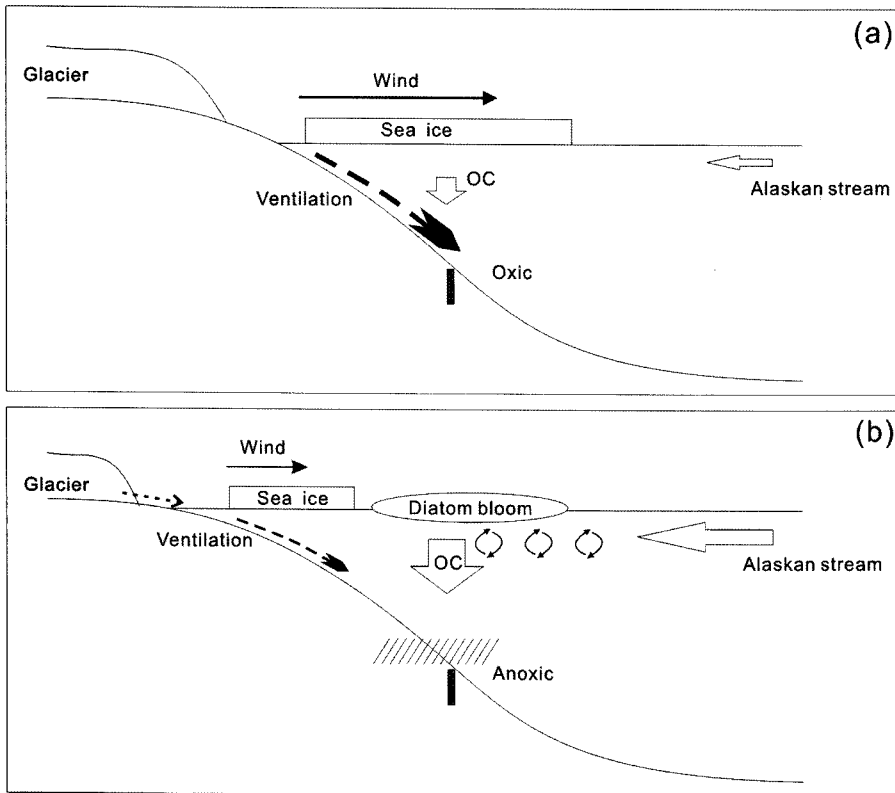 (a)
Glacier
Wind
Sea ice
OC
Alaskan stream
Ventilation
Oxic
(b)
Wind
Glacier
Sea ice
Diatom bloom
Ventilation
OC
Alaskan stream
Anoxic